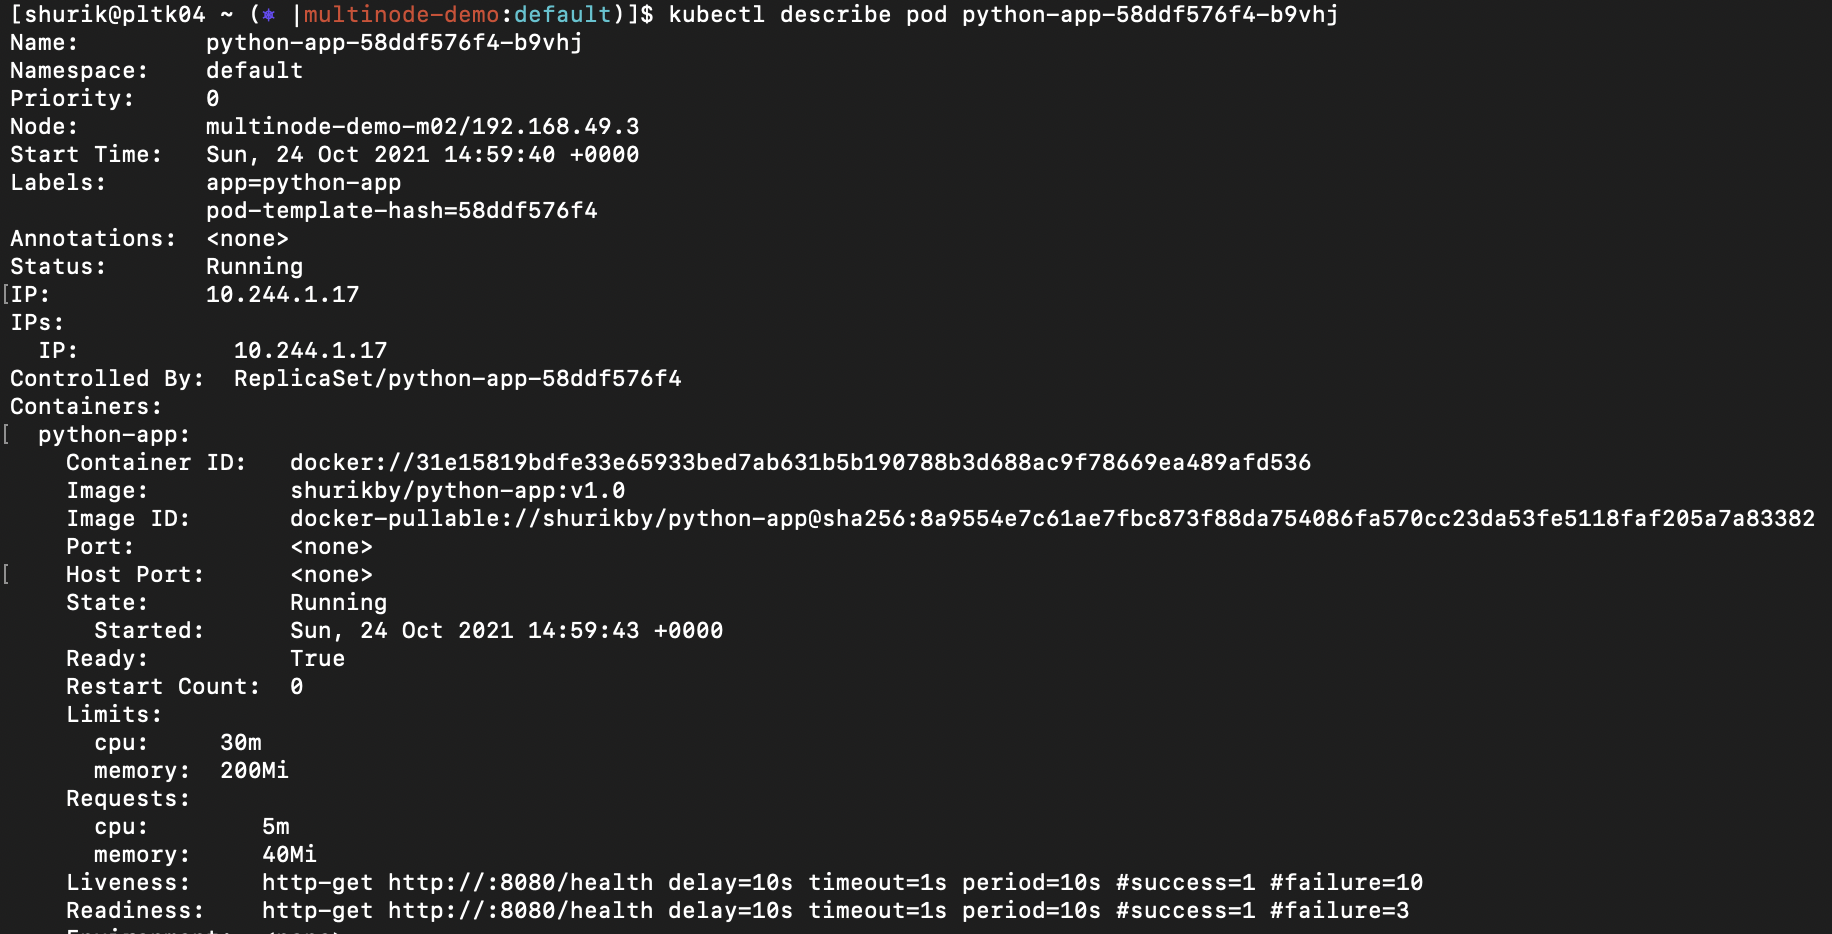 [shurik@pltk04 ~ (⎈ |multinode-demo:default)]$ kubectl describe pod python-app-58ddf576f4-b9vhj
Name:         python-app-58ddf576f4-b9vhj
Namespace:    default
Priority:     0
Node:         multinode-demo-m02/192.168.49.3
Start Time:   Sun, 24 Oct 2021 14:59:40 +0000
Labels:       app=python-app
              pod-template-hash=58ddf576f4
Annotations:  <none>
Status:       Running
[IP:           10.244.1.17
IPs:
  IP:           10.244.1.17
Controlled By:  ReplicaSet/python-app-58ddf576f4
Containers:
[  python-app:
    Container ID:   docker://31e15819bdfe33e65933bed7ab631b5b190788b3d688ac9f78669ea489afd536
    Image:          shurikby/python-app:v1.0
    Image ID:       docker-pullable://shurikby/python-app@sha256:8a9554e7c61ae7fbc873f88da754086fa570cc23da53fe5118faf205a7a83382
    Port:           <none>
[    Host Port:      <none>
    State:          Running
      Started:      Sun, 24 Oct 2021 14:59:43 +0000
    Ready:          True
    Restart Count:  0
    Limits:
      cpu:     30m
      memory:  200Mi
    Requests:
      cpu:        5m
      memory:     40Mi
    Liveness:     http-get http://:8080/health delay=10s timeout=1s period=10s #success=1 #failure=10
    Readiness:    http-get http://:8080/health delay=10s timeout=1s period=10s #success=1 #failure=3